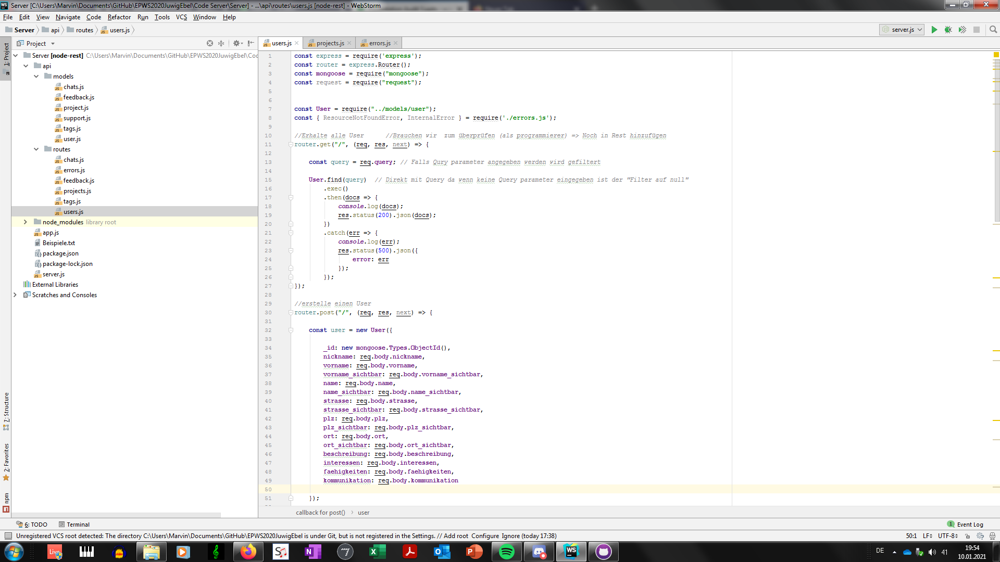 Server [C:\Users\Marvin\Documents\GitHub\EPWS2020JuwigEbel\Code Server\Server] - ...\api\routes\users.js [node-rest] - WebStorm
File Edit View Navigate Code Refactor Run Tools VCS Window Help
Server api routes users.js server.js
Project users.js projects.js errors.js
1: Project
Server [node-rest] C:\Users\Marvin\Documents\GitHub\EPWS2020JuwigEbel\Coc
api
models
chats.js
feedback.js
project.js
support.js
tags.js
user.js
routes
chats.js
errors.js
feedback.js
projects.js
tags.js
users.js
node_modules library root
app.js
Beispiele.txt
package.json
package-lock.json
server.js
External Libraries
Scratches and Consoles
7: Structure
2: Favorites
npm
1 const express = require('express');
2 const router = express.Router();
3 const mongoose = require("mongoose");
4 const request = require("request");
5
6
7 const User = require("../models/user");
8 const { ResourceNotFoundError, InternalError } = require('./errors.js');
9
10 //Erhalte alle User //Brauchen wir zum überprüfen (als programmierer) => Noch in Rest hinzufügen
11 router.get("/", (req, res, next) => {
12
13 const query = req.query; // Falls Qury parameter angegeben werden wird gefiltert
14
15 User.find(query) // Direkt mit Query da wenn keine Query parameter eingegeben ist der "Filter auf null"
16 .exec()
17 .then(docs => {
18 console.log(docs);
19 res.status(200).json(docs);
20 })
21 .catch(err => {
22 console.log(err);
23 res.status(500).json({
24 error: err
25 });
26 });
27 });
28
29 //erstelle einen User
30 router.post("/", (req, res, next) => {
31
32 const user = new User({
33
34 _id: new mongoose.Types.ObjectId(),
35 nickname: req.body.nickname,
36 vorname: req.body.vorname,
37 vorname_sichtbar: req.body.vorname_sichtbar,
38 name: req.body.name,
39 name_sichtbar: req.body.name_sichtbar,
40 strasse: req.body.strasse,
41 strasse_sichtbar: req.body.strasse_sichtbar,
42 plz: req.body.plz,
43 plz_sichtbar: req.body.plz_sichtbar,
44 ort: req.body.ort,
45 ort_sichtbar: req.body.ort_sichtbar,
46 beschreibung: req.body.beschreibung,
47 interessen: req.body.interessen,
48 faehigkeiten: req.body.faehigkeiten,
49 kommunikation: req.body.kommunikation
50
51 });
callback for post() user
6: TODO Terminal 1 Event Log
Unregistered VCS root detected: The directory C:\Users\Marvin\Documents\GitHub\EPWS2020JuwigEbel is under Git, but is not registered in the Settings. // Add root Configure Ignore (today 17:38) 50:1 LF UTF-8
Live DE 41 19:54
10.01.2021